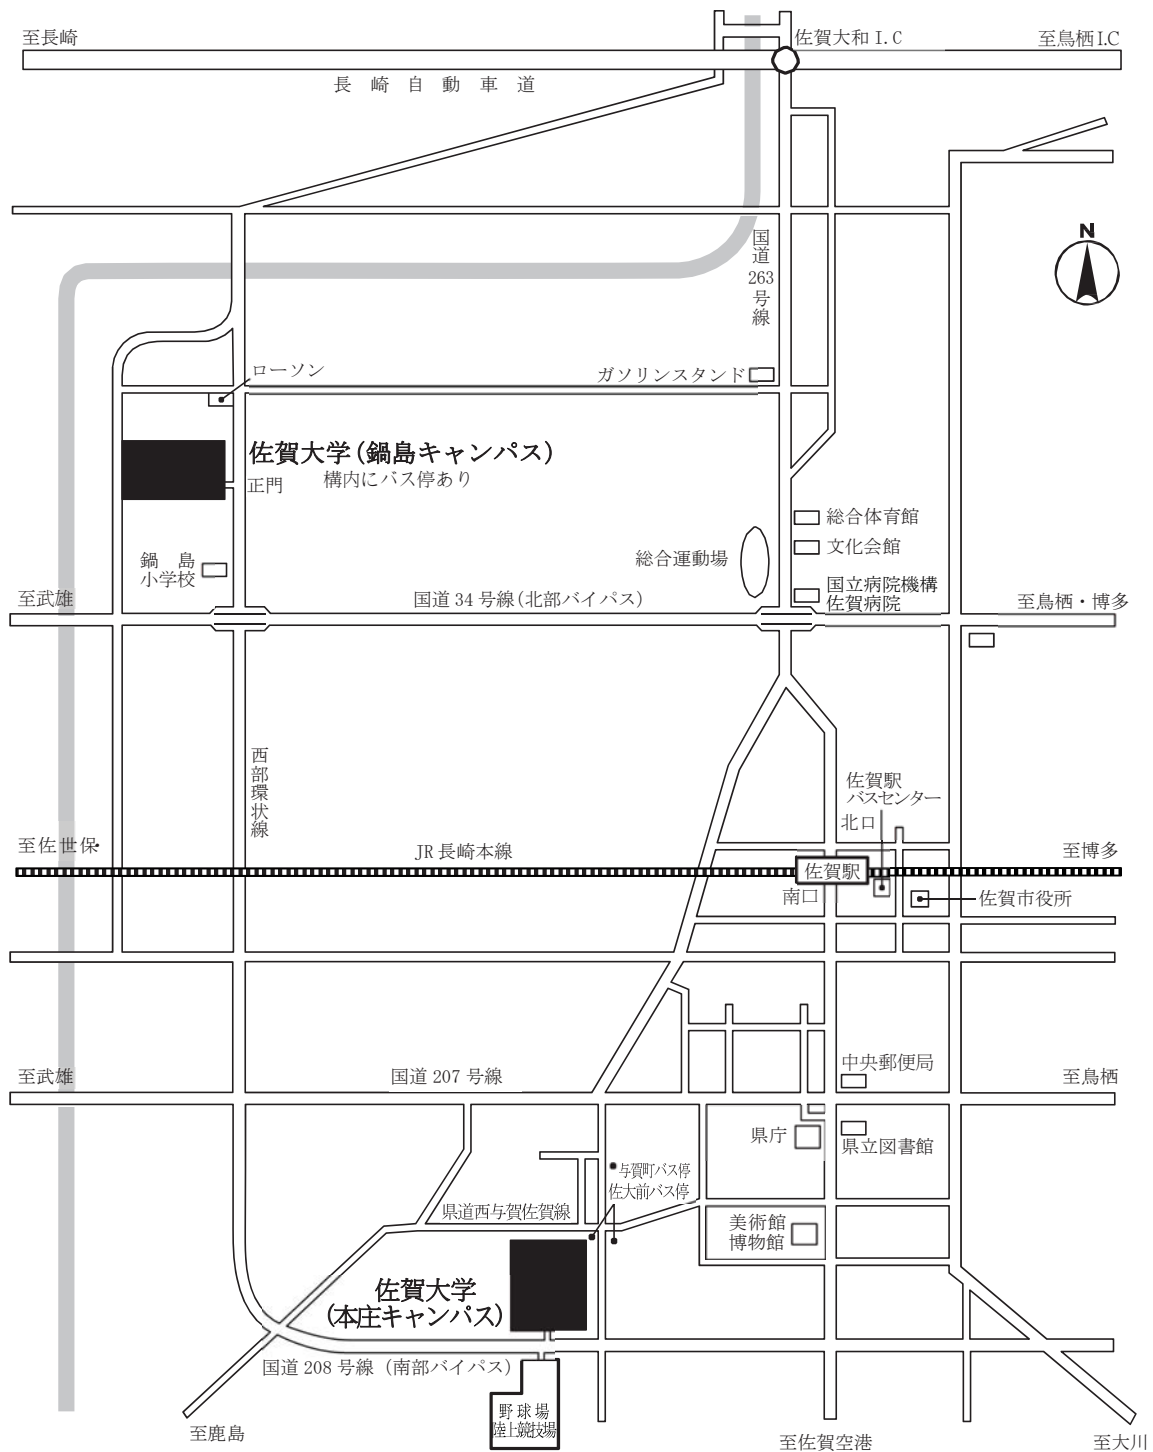 至長崎
佐賀大和 I.C
至鳥栖I.C
長崎自動車道
N
国道263号線
ローソン
ガソリンスタンド
佐賀大学(鍋島キャンパス)
正門
構内にバス停あり
総合体育館
文化会館
総合運動場
鍋島
小学校
国立病院機構
佐賀病院
至武雄
国道 34 号線(北部バイパス)
至鳥栖・博多
西部環状線
佐賀駅
バスセンター
北口
至佐世保
JR 長崎本線
至博多
佐賀駅
南口
佐賀市役所
中央郵便局
至武雄
国道 207 号線
至鳥栖
県庁
県立図書館
与賀町バス停
佐大前バス停
県道西与賀佐賀線
美術館
博物館
佐賀大学
(本庄キャンパス)
国道 208 号線(南部バイパス)
野球場
陸上競技場
至鹿島
至佐賀空港
至大川